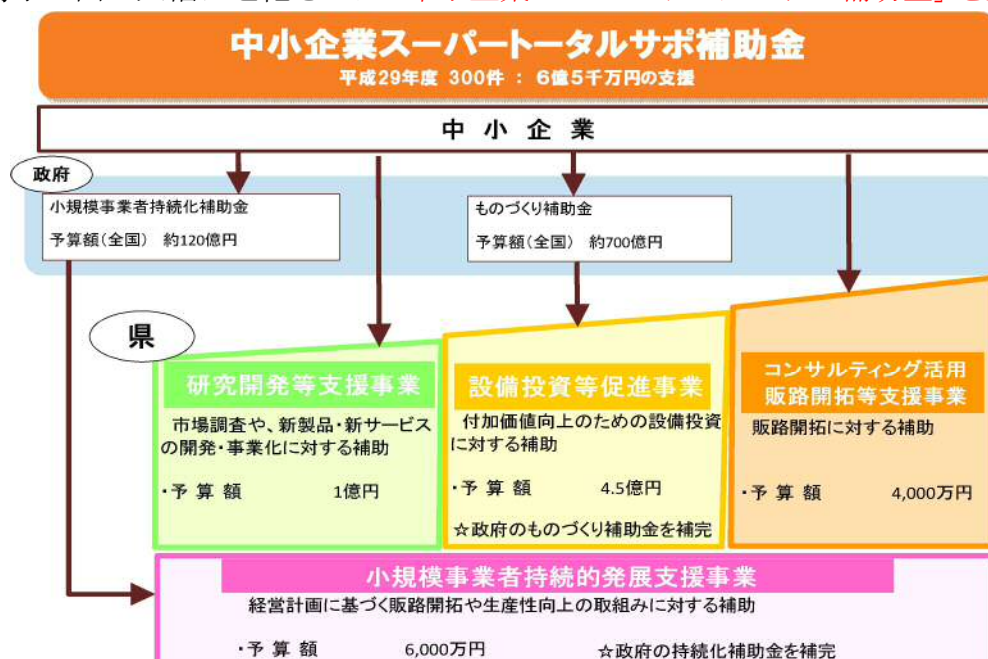 中小企業スーパートータルサポ補助金
平成29年度 300件 : 6億5千万円の支援
中 小 企 業
政府
小規模事業者持続化補助金
予算額(全国) 約120億円
ものづくり補助金
予算額(全国) 約700億円
県
研究開発等支援事業
市場調査や、新製品・新サービス
の開発・事業化に対する補助
・予 算 額 1億円
設備投資等促進事業
付加価値向上のための設備投資
に対する補助
・予 算 額 4.5億円
☆政府のものづくり補助金を補完
コンサルティング活用
販路開拓等支援事業
販路開拓に対する補助
・予 算 額 4,000万円
小規模事業者持続的発展支援事業
経営計画に基づく販路開拓や生産性向上の取組みに対する補助
・予 算 額 6,000万円 ☆政府の持続化補助金を補完